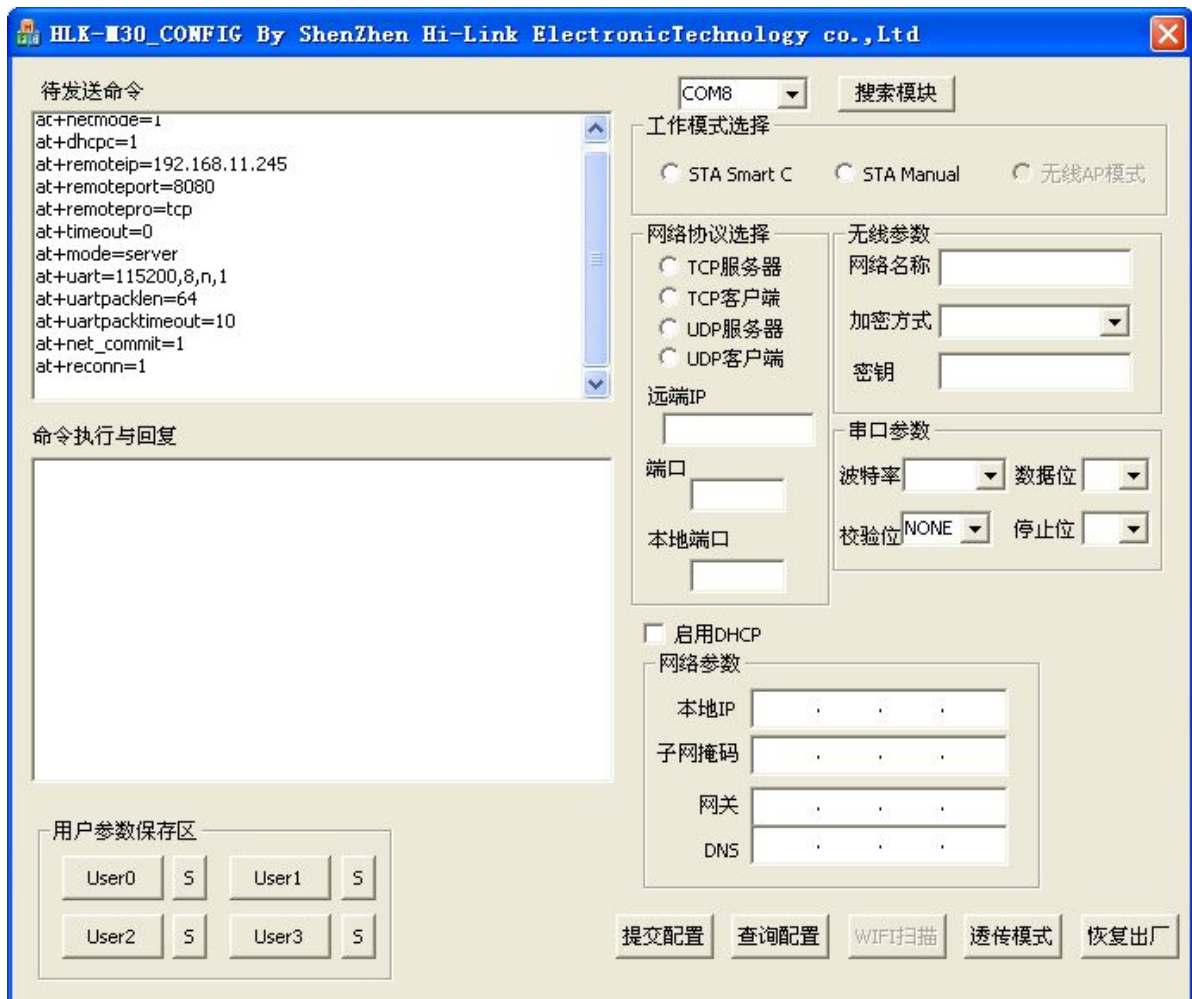 HLK-M30_CONFIG By ShenZhen Hi-Link ElectronicTechnology co.,Ltd
待发送命令
at+netmode=1
at+dhcpc=1
at+remoteip=192.168.11.245
at+remoteport=8080
at+remotepro=tcp
at+timeout=0
at+mode=server
at+uart=115200,8,n,1
at+uartpacklen=64
at+uartpacktimeout=10
at+net_commit=1
at+reconn=1
命令执行与回复
用户参数保存区
User0 S User1 S
User2 S User3 S
COM8 搜索模块
工作模式选择
STA Smart C STA Manual 无线AP模式
网络协议选择
TCP服务器
TCP客户端
UDP服务器
UDP客户端
远端IP
端口
本地端口
无线参数
网络名称
加密方式
密钥
串口参数
波特率 数据位
校验位 NONE 停止位
启用DHCP
网络参数
本地IP
子网掩码
网关
DNS
提交配置 查询配置 WIFI扫描 透传模式 恢复出厂